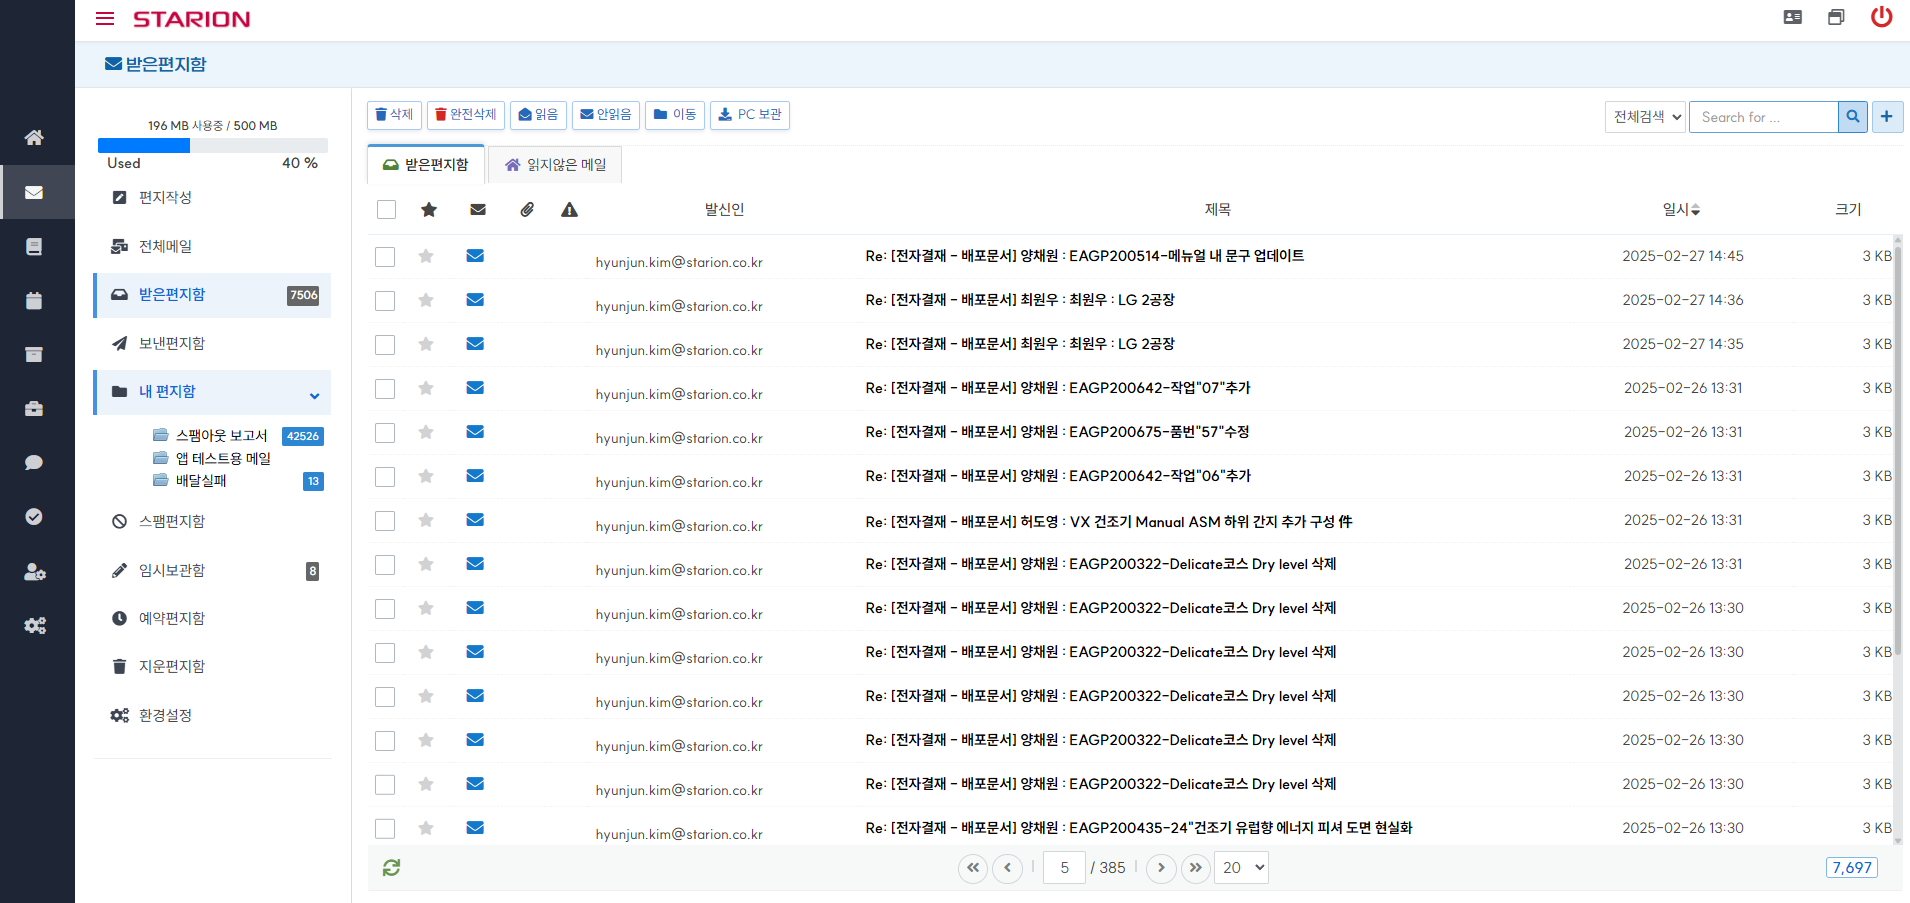 STARION
받은편지함
196 MB 사용중 / 500 MB
Used 40 %
편지작성
전체메일
받은편지함 7506
보낸편지함
내 편지함
스팸아웃 보고서 42526
앱 테스트용 메일
배달실패 13
스팸편지함
임시보관함 8
예약편지함
지운편지함
환경설정
삭제 완전삭제 읽음 안읽음 이동 PC 보관 전체검색 Search for ...
받은편지함 읽지않은 메일
발신인 제목 일시 크기
hyunjun.kim@starion.co.kr Re: [전자결재 - 배포문서] 양채원 : EAGP200514-메뉴얼 내 문구 업데이트 2025-02-27 14:45 3 KB
hyunjun.kim@starion.co.kr Re: [전자결재 - 배포문서] 최원우 : 최원우 : LG 2공장 2025-02-27 14:36 3 KB
hyunjun.kim@starion.co.kr Re: [전자결재 - 배포문서] 최원우 : 최원우 : LG 2공장 2025-02-27 14:35 3 KB
hyunjun.kim@starion.co.kr Re: [전자결재 - 배포문서] 양채원 : EAGP200642-작업"07"추가 2025-02-26 13:31 3 KB
hyunjun.kim@starion.co.kr Re: [전자결재 - 배포문서] 양채원 : EAGP200675-품번"57"수정 2025-02-26 13:31 3 KB
hyunjun.kim@starion.co.kr Re: [전자결재 - 배포문서] 양채원 : EAGP200642-작업"06"추가 2025-02-26 13:31 3 KB
hyunjun.kim@starion.co.kr Re: [전자결재 - 배포문서] 허도영 : VX 건조기 Manual ASM 하위 간지 추가 구성 件 2025-02-26 13:31 3 KB
hyunjun.kim@starion.co.kr Re: [전자결재 - 배포문서] 양채원 : EAGP200322-Delicate코스 Dry level 삭제 2025-02-26 13:31 3 KB
hyunjun.kim@starion.co.kr Re: [전자결재 - 배포문서] 양채원 : EAGP200322-Delicate코스 Dry level 삭제 2025-02-26 13:30 3 KB
hyunjun.kim@starion.co.kr Re: [전자결재 - 배포문서] 양채원 : EAGP200322-Delicate코스 Dry level 삭제 2025-02-26 13:30 3 KB
hyunjun.kim@starion.co.kr Re: [전자결재 - 배포문서] 양채원 : EAGP200322-Delicate코스 Dry level 삭제 2025-02-26 13:30 3 KB
hyunjun.kim@starion.co.kr Re: [전자결재 - 배포문서] 양채원 : EAGP200322-Delicate코스 Dry level 삭제 2025-02-26 13:30 3 KB
hyunjun.kim@starion.co.kr Re: [전자결재 - 배포문서] 양채원 : EAGP200322-Delicate코스 Dry level 삭제 2025-02-26 13:30 3 KB
hyunjun.kim@starion.co.kr Re: [전자결재 - 배포문서] 양채원 : EAGP200435-24"건조기 유럽향 에너지 피셔 도면 현실화 2025-02-26 13:30 3 KB
5 / 385 20 7,697